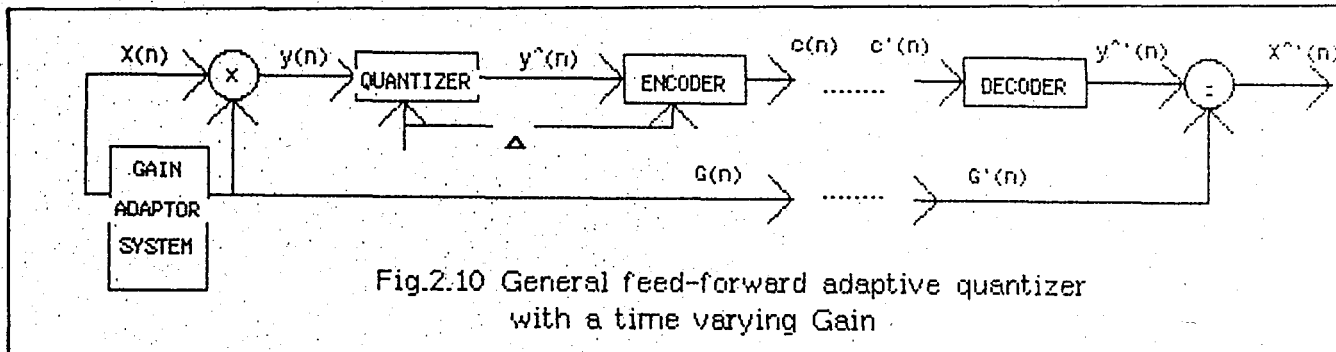 X(n) × y(n) QUANTIZER y^(n) ENCODER c(n) c'(n) DECODER y^'(n) : X^'(n)
........
Δ
GAIN G(n) ........ G'(n)
ADAPTOR
SYSTEM
Fig.2.10 General feed-forward adaptive quantizer
with a time varying Gain